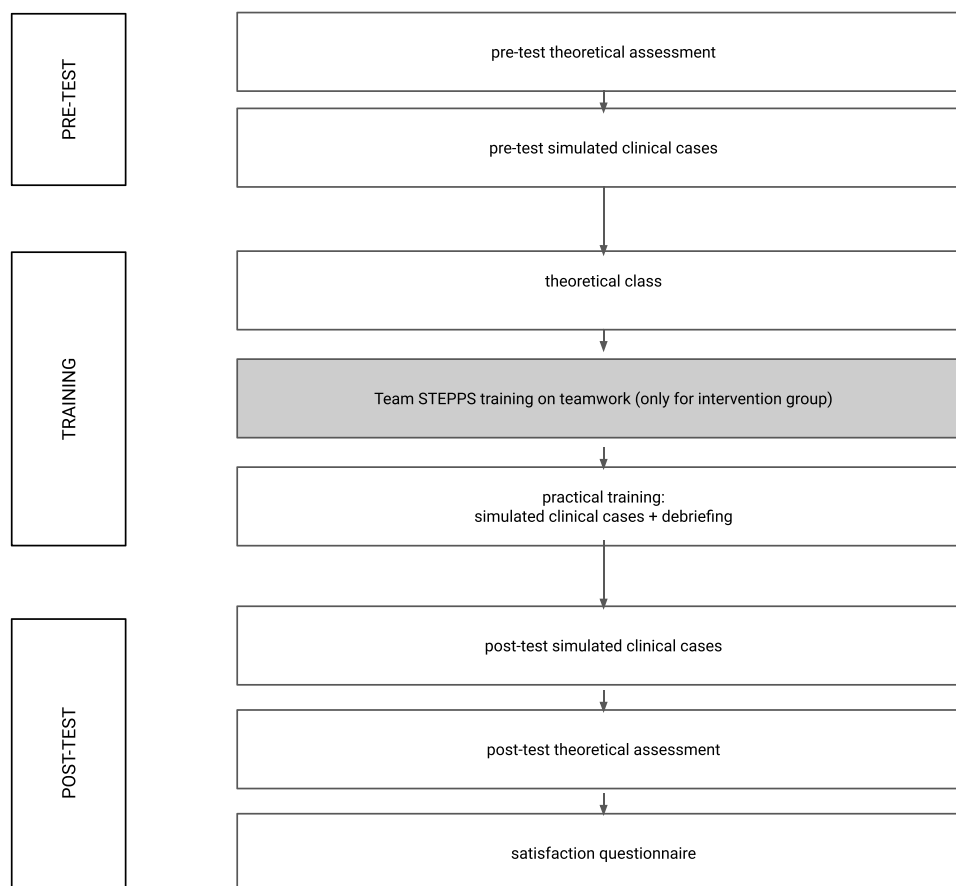 PRE-TEST
pre-test theoretical assessment
pre-test simulated clinical cases
TRAINING
theoretical class
Team STEPPS training on teamwork (only for intervention group)
practical training:
simulated clinical cases + debriefing
POST-TEST
post-test simulated clinical cases
post-test theoretical assessment
satisfaction questionnaire